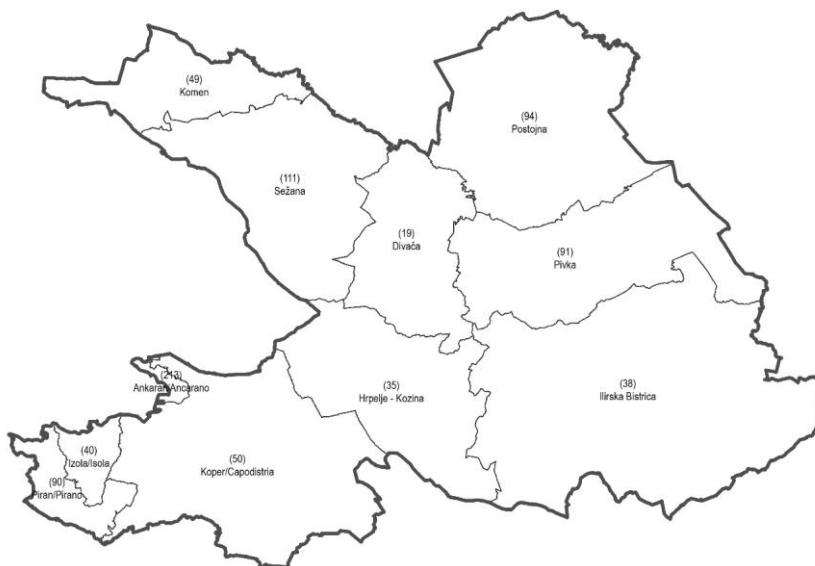 (49)
Komen
(94)
Postojna
(111)
Sežana
(19)
Divača
(91)
Pivka
(213)
Ankaran/Ancarano
(35)
Hrpelje - Kozina
(38)
Ilirska Bistrica
(40)
Izola/Isola
(50)
Koper/Capodistria
(90)
Piran/Pirano